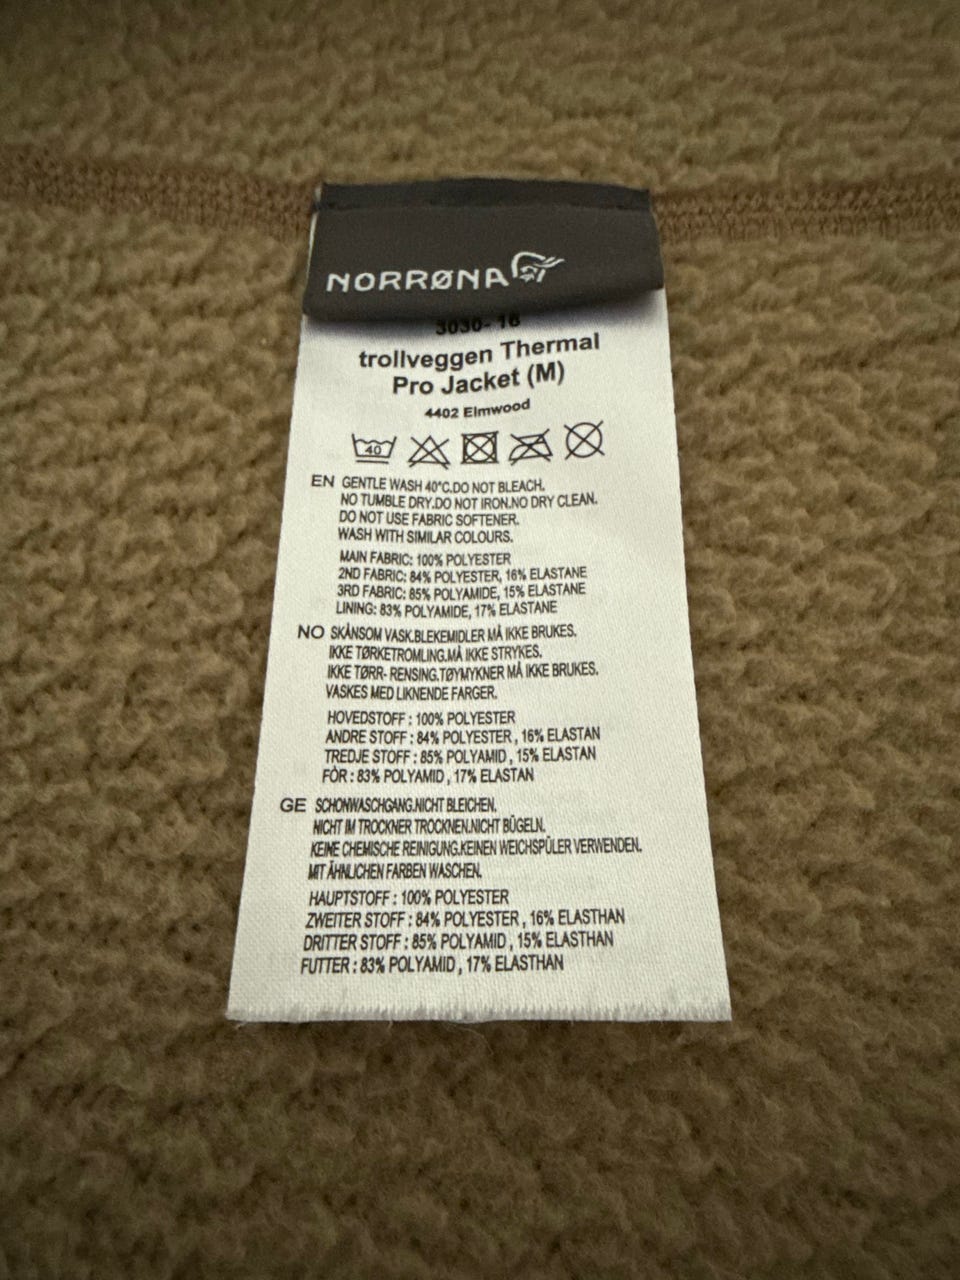 NORRØNA
3030-16
trollveggen Thermal
Pro Jacket (M)
4402 Elmwood
40
EN GENTLE WASH 40°C.DO NOT BLEACH.
NO TUMBLE DRY.DO NOT IRON.NO DRY CLEAN.
DO NOT USE FABRIC SOFTENER.
WASH WITH SIMILAR COLOURS.
MAIN FABRIC: 100% POLYESTER
2ND FABRIC: 84% POLYESTER, 16% ELASTANE
3RD FABRIC: 85% POLYAMIDE, 15% ELASTANE
LINING: 83% POLYAMIDE, 17% ELASTANE
NO SKÅNSOM VASK.BLEKEMIDLER MÅ IKKE BRUKES.
IKKE TØRKETROMLING.MÅ IKKE STRYKES.
IKKE TØRR- RENSING.TØYMYKNER MÅ IKKE BRUKES.
VASKES MED LIKNENDE FARGER.
HOVEDSTOFF : 100% POLYESTER
ANDRE STOFF : 84% POLYESTER , 16% ELASTAN
TREDJE STOFF : 85% POLYAMID , 15% ELASTAN
FÒR : 83% POLYAMID , 17% ELASTAN
GE SCHONWASCHGANG.NICHT BLEICHEN.
NICHT IM TROCKNER TROCKNEN.NICHT BÜGELN.
KEINE CHEMISCHE REINIGUNG.KEINEN WEICHSPÜLER VERWENDEN.
MIT ÄHNLICHEN FARBEN WASCHEN.
HAUPTSTOFF : 100% POLYESTER
ZWEITER STOFF : 84% POLYESTER , 16% ELASTHAN
DRITTER STOFF : 85% POLYAMID , 15% ELASTHAN
FUTTER : 83% POLYAMID , 17% ELASTHAN